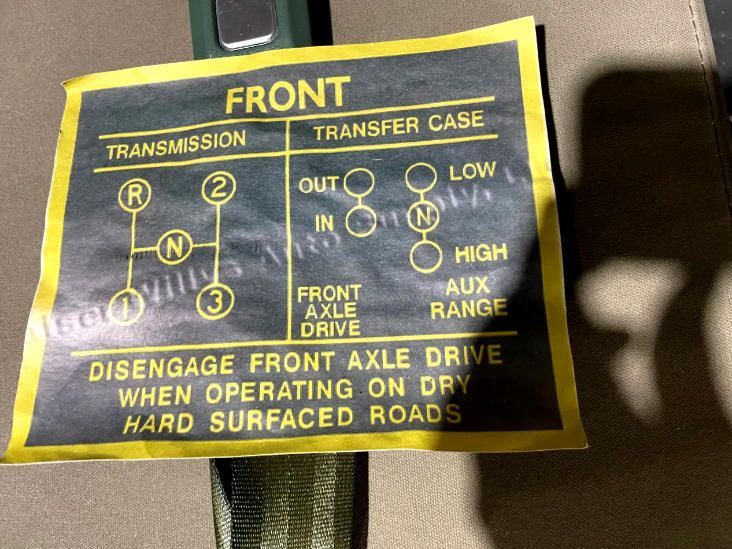 FRONT
TRANSMISSION
TRANSFER CASE
R 2
N
1 3
OUT
IN
FRONT
AXLE
DRIVE
LOW
N
HIGH
AUX
RANGE
DISENGAGE FRONT AXLE DRIVE
WHEN OPERATING ON DRY
HARD SURFACED ROADS